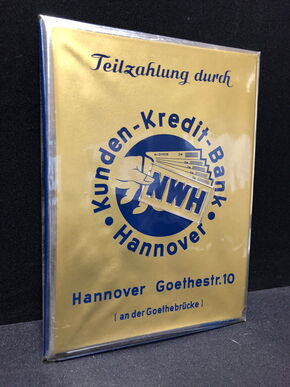 Teilzahlung durch
Kunden-Kredit-Bank
• Hannover •
NWH
Hannover Goethestr. 10
( an der Goethebrücke )